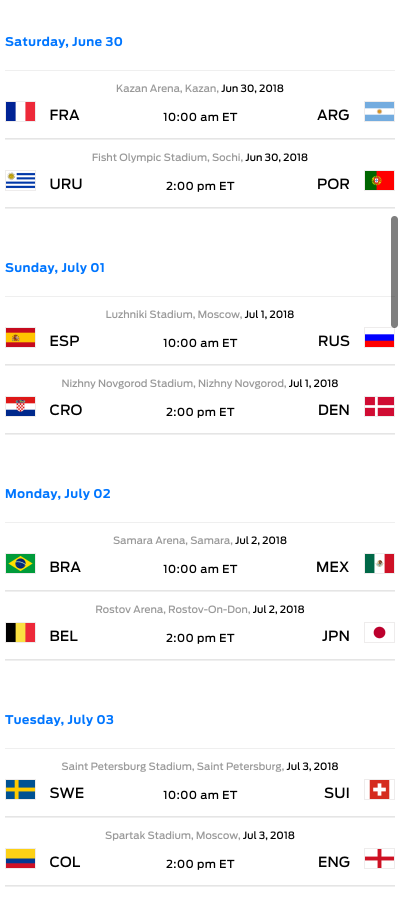 Saturday, June 30
Kazan Arena, Kazan, Jun 30, 2018
FRA 10:00 am ET ARG
Fisht Olympic Stadium, Sochi, Jun 30, 2018
URU 2:00 pm ET POR
Sunday, July 01
Luzhniki Stadium, Moscow, Jul 1, 2018
ESP 10:00 am ET RUS
Nizhny Novgorod Stadium, Nizhny Novgorod, Jul 1, 2018
CRO 2:00 pm ET DEN
Monday, July 02
Samara Arena, Samara, Jul 2, 2018
BRA 10:00 am ET MEX
Rostov Arena, Rostov-On-Don, Jul 2, 2018
BEL 2:00 pm ET JPN
Tuesday, July 03
Saint Petersburg Stadium, Saint Petersburg, Jul 3, 2018
SWE 10:00 am ET SUI
Spartak Stadium, Moscow, Jul 3, 2018
COL 2:00 pm ET ENG